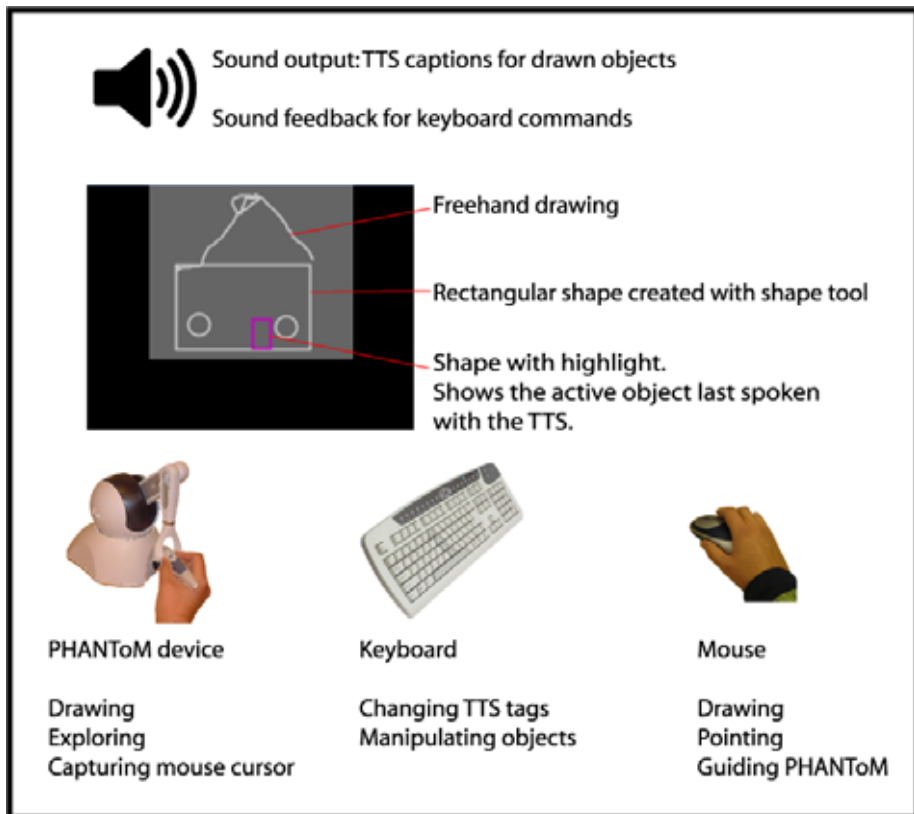 Sound output: TTS captions for drawn objects
Sound feedback for keyboard commands
Freehand drawing
Rectangular shape created with shape tool
Shape with highlight.
Shows the active object last spoken
with the TTS.
PHANToM device
Drawing
Exploring
Capturing mouse cursor
Keyboard
Changing TTS tags
Manipulating objects
Mouse
Drawing
Pointing
Guiding PHANToM